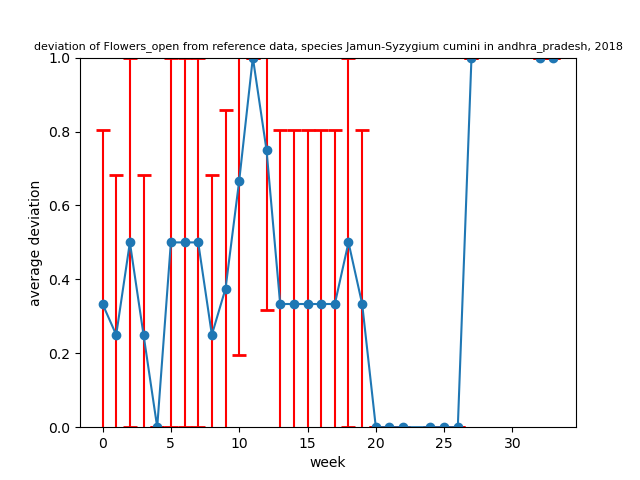 deviation of Flowers_open from reference data, species Jamun-Syzygium cumini in andhra_pradesh, 2018
1.0
0.8
0.6
0.4
0.2
0.0
average deviation
0 5 10 15 20 25 30
week